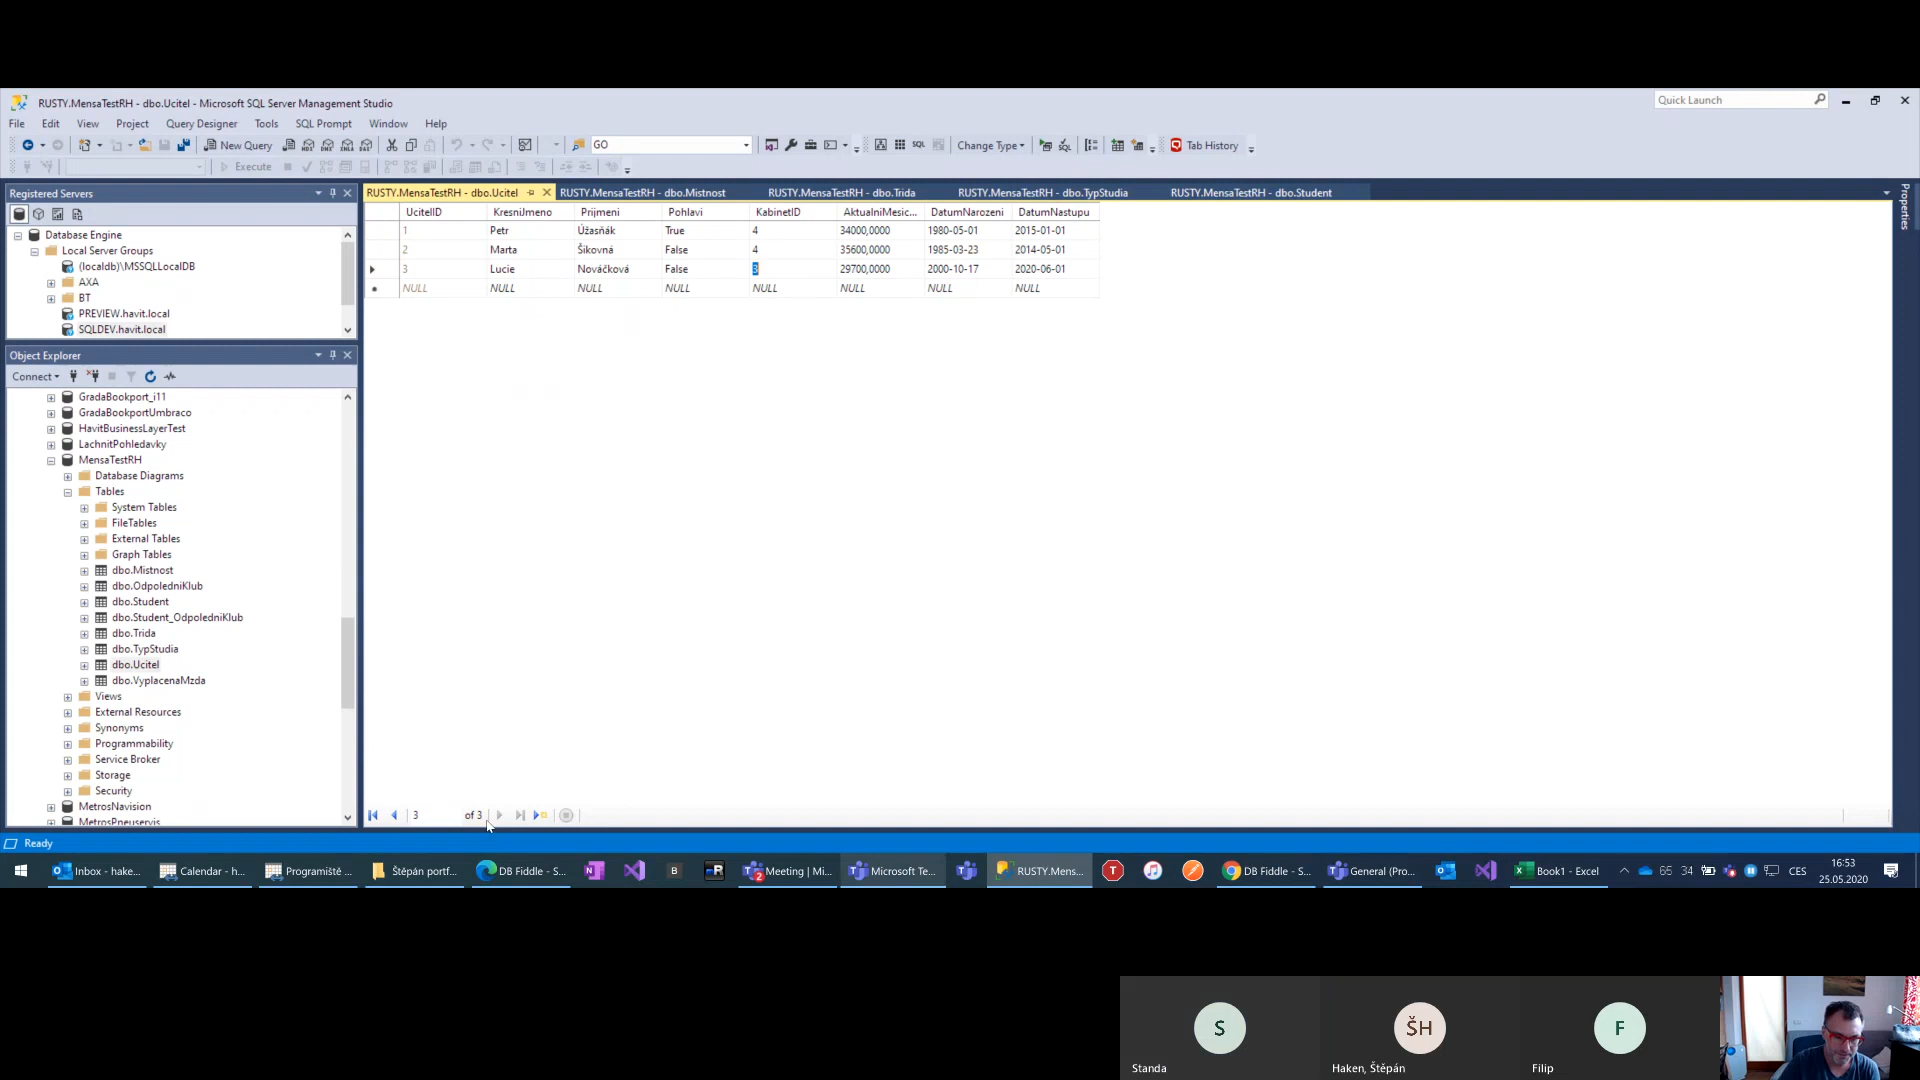 RUSTY.MensaTestRH - dbo.Ucitel - Microsoft SQL Server Management Studio
Quick Launch
File Edit View Project Query Designer Tools SQL Prompt Window Help
New Query GO SQL Change Type Tab History
Execute
Registered Servers
RUSTY.MensaTestRH - dbo.Ucitel RUSTY.MensaTestRH - dbo.Mistnost RUSTY.MensaTestRH - dbo.Trida RUSTY.MensaTestRH - dbo.TypStudia RUSTY.MensaTestRH - dbo.Student
Properties
Database Engine
Local Server Groups
(localdb)\MSSQLLocalDB
AXA
BT
PREVIEW.havit.local
SQLDEV.havit.local
UcitelID KresniJmeno Prijmeni Pohlavi KabinetID AktualniMesic... DatumNarozeni DatumNastupu
1 Petr Úžasňák True 4 34000,0000 1980-05-01 2015-01-01
2 Marta Šikovná False 4 35600,0000 1985-03-23 2014-05-01
3 Lucie Nováčková False 3 29700,0000 2000-10-17 2020-06-01
NULL NULL NULL NULL NULL NULL NULL NULL
Object Explorer
Connect
GradaBookport_i11
GradaBookportUmbraco
HavitBusinessLayerTest
LachnitPohledavky
MensaTestRH
Database Diagrams
Tables
System Tables
FileTables
External Tables
Graph Tables
dbo.Mistnost
dbo.OdpoledniKlub
dbo.Student
dbo.Student_OdpoledniKlub
dbo.Trida
dbo.TypStudia
dbo.Ucitel
dbo.VyplacenaMzda
Views
External Resources
Synonyms
Programmability
Service Broker
Storage
Security
MetrosNavision
MetrosPneuservis
3 of 3
Ready
Inbox - hake... Calendar - h... Programiště ... Štěpán portf... DB Fiddle - S... Meeting | Mi... Microsoft Te... RUSTY.Mens... DB Fiddle - S... General (Pro... Book1 - Excel 65 34 CES 16:53
25.05.2020
S ŠH F
Standa Haken, Štěpán Filip